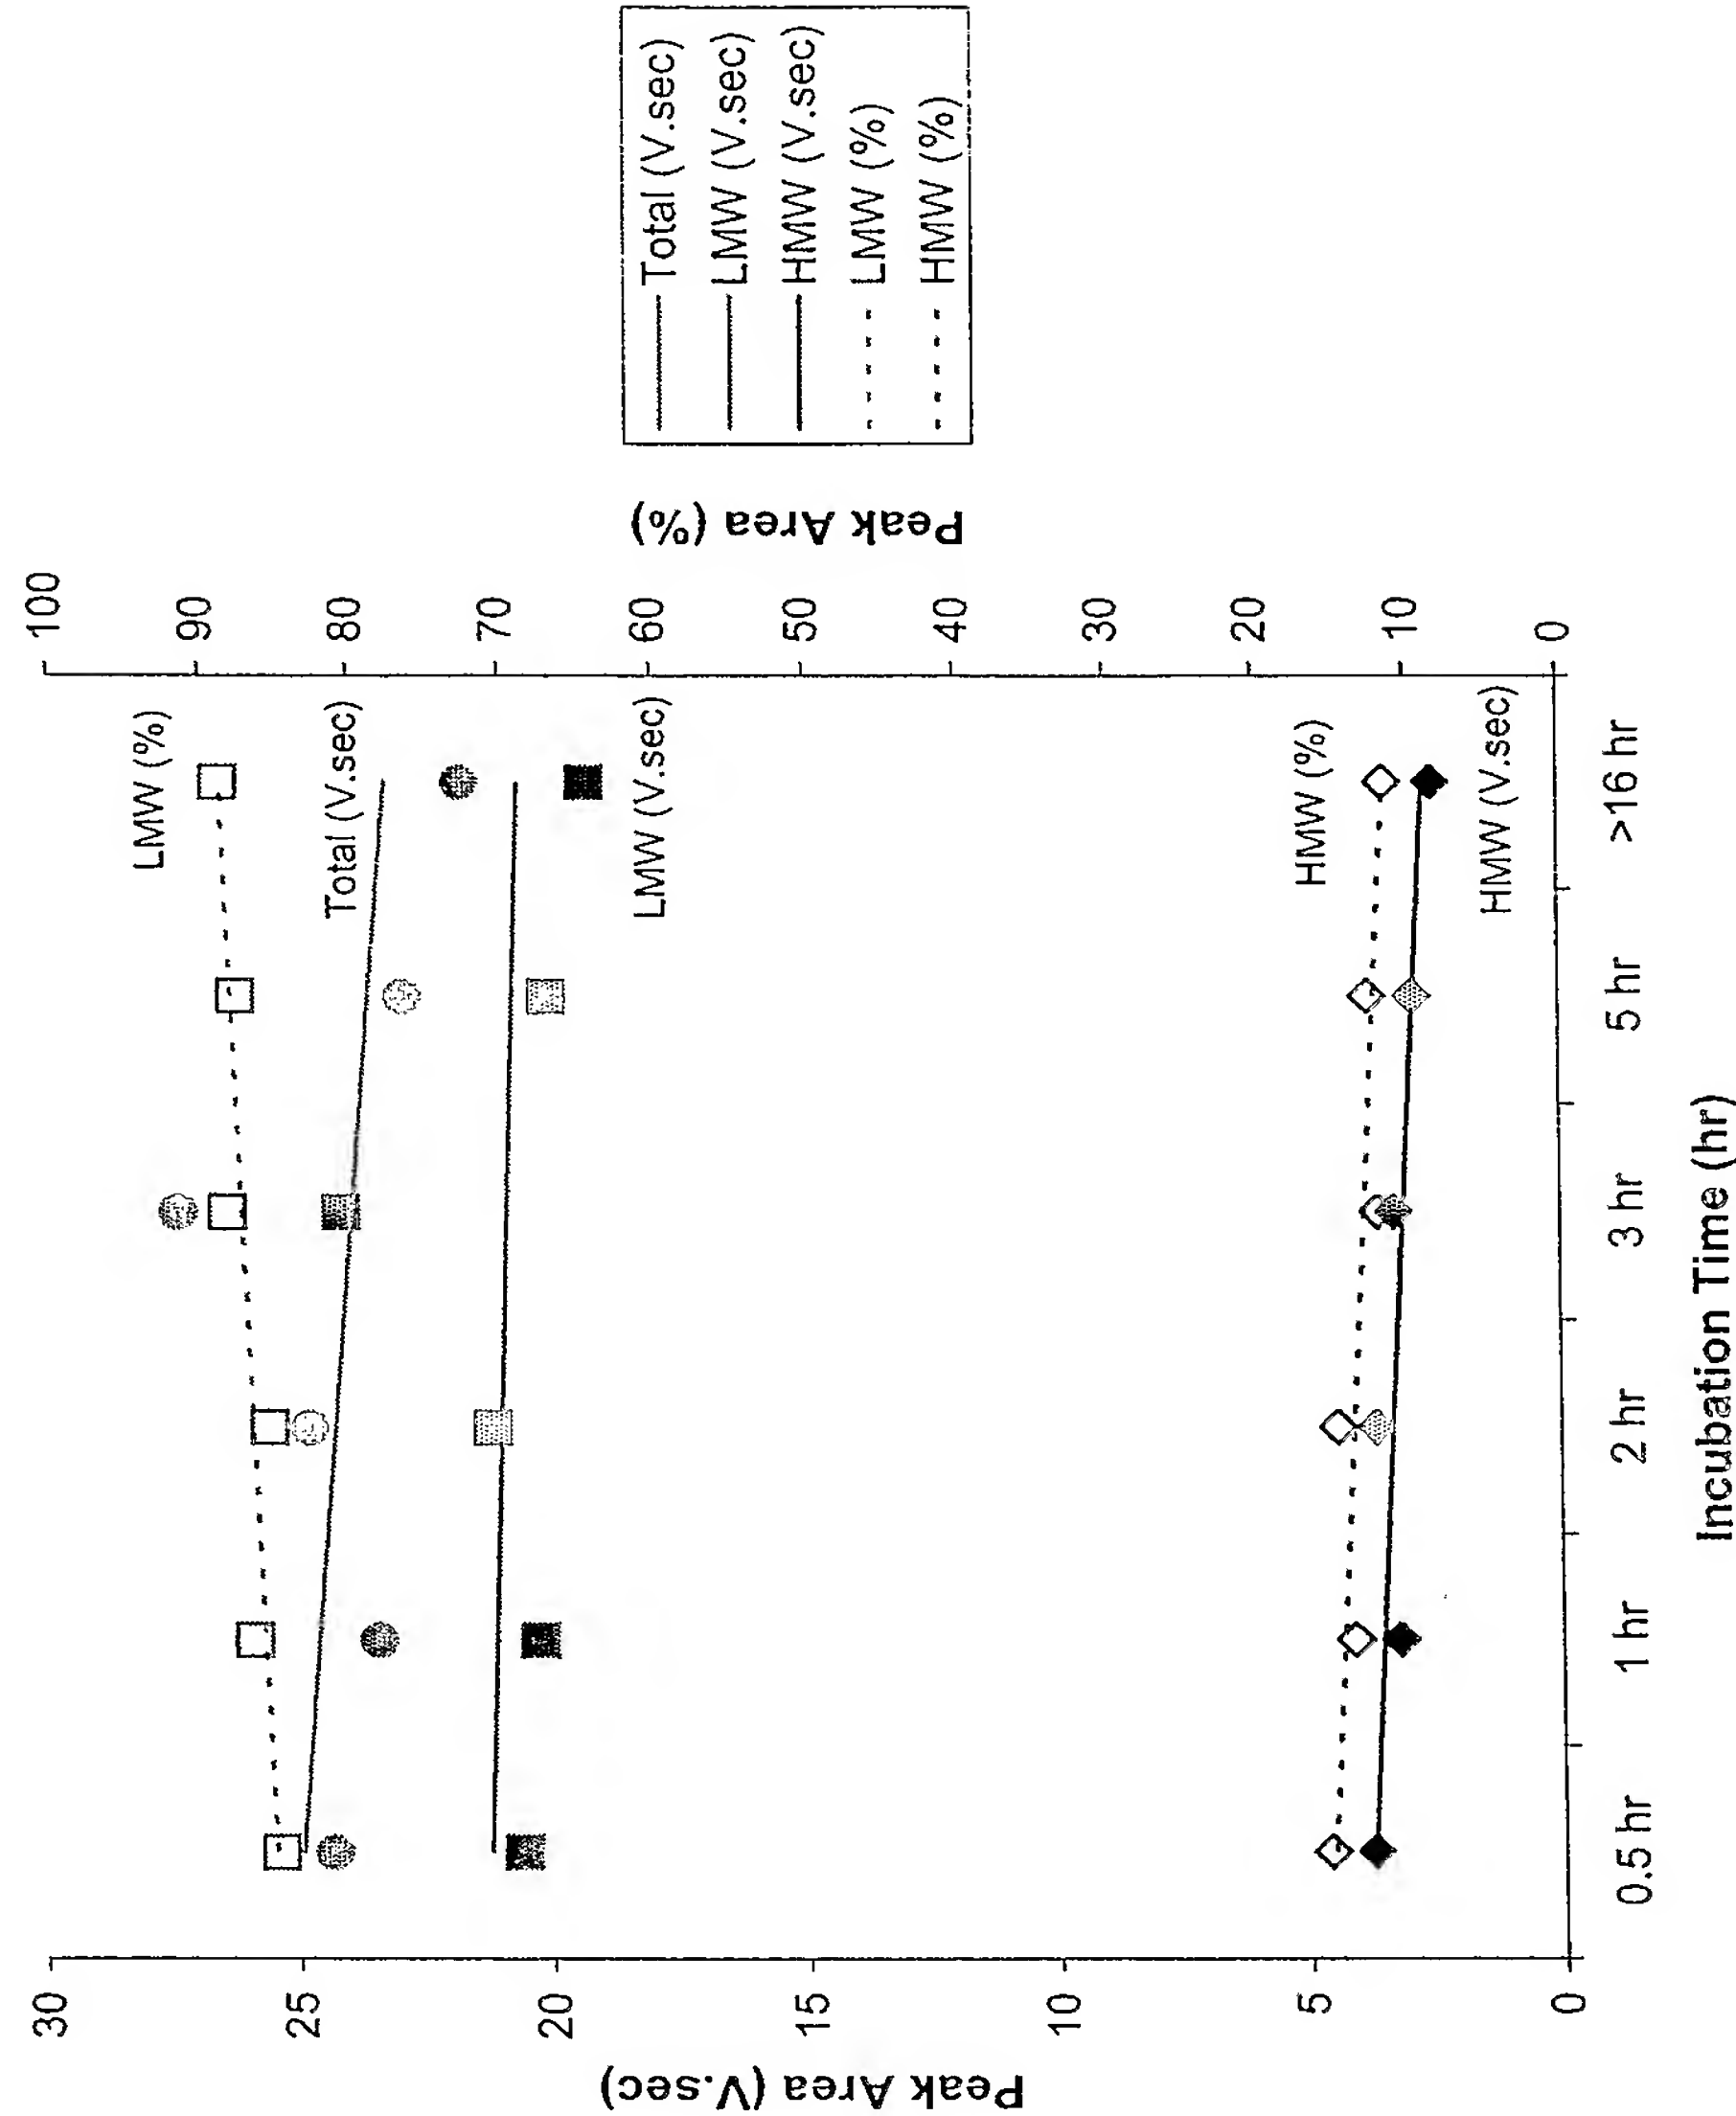 Peak Area (V.sec)
30
25
20
15
10
5
0
LMW (%)
Total (V.sec)
LMW (V.sec)
HMW (%)
HMW (V.sec)
100
90
80
70
60
50
40
30
20
10
0
Peak Area (%)
0.5 hr
1 hr
2 hr
3 hr
5 hr
>16 hr
Incubation Time (hr)
Total (V.sec)
LMW (V.sec)
HMW (V.sec)
LMW (%)
HMW (%)